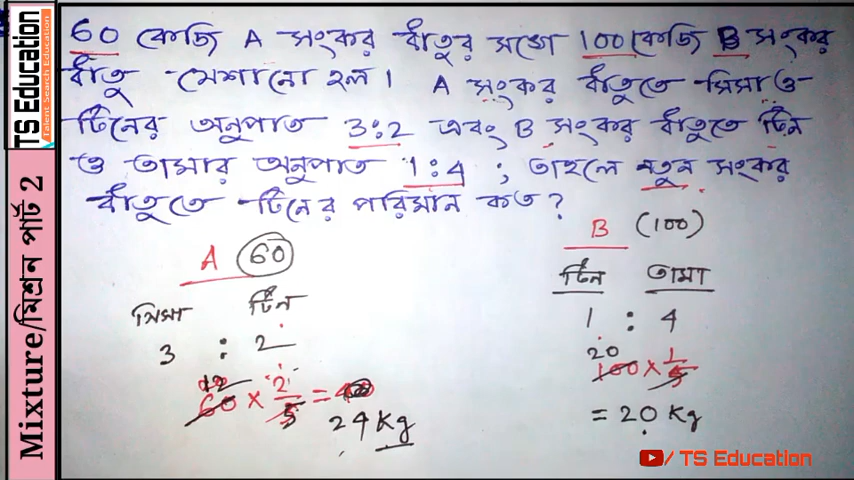 TS Education
Talent Search Education
Mixture/মিশ্রন পার্ট 2
60 কেজি A সংকর ধাতুর সঙ্গে 100 কেজি B সংকর
ধাতু মেশানো হল। A সংকর ধাতুতে সিসা ও
টিনের অনুপাত 3:2 এবং B সংকর ধাতুতে টিন
ও তামার অনুপাত 1:4 ; তাহলে নতুন সংকর
ধাতুতে টিনের পরিমান কত?
A 60
সিসা টিন
3 : 2
12
60 × 2/5 = 
24 Kg
B (100)
টিন তামা
1 : 4
20
100 × 1/5
= 20 Kg
/ TS Education